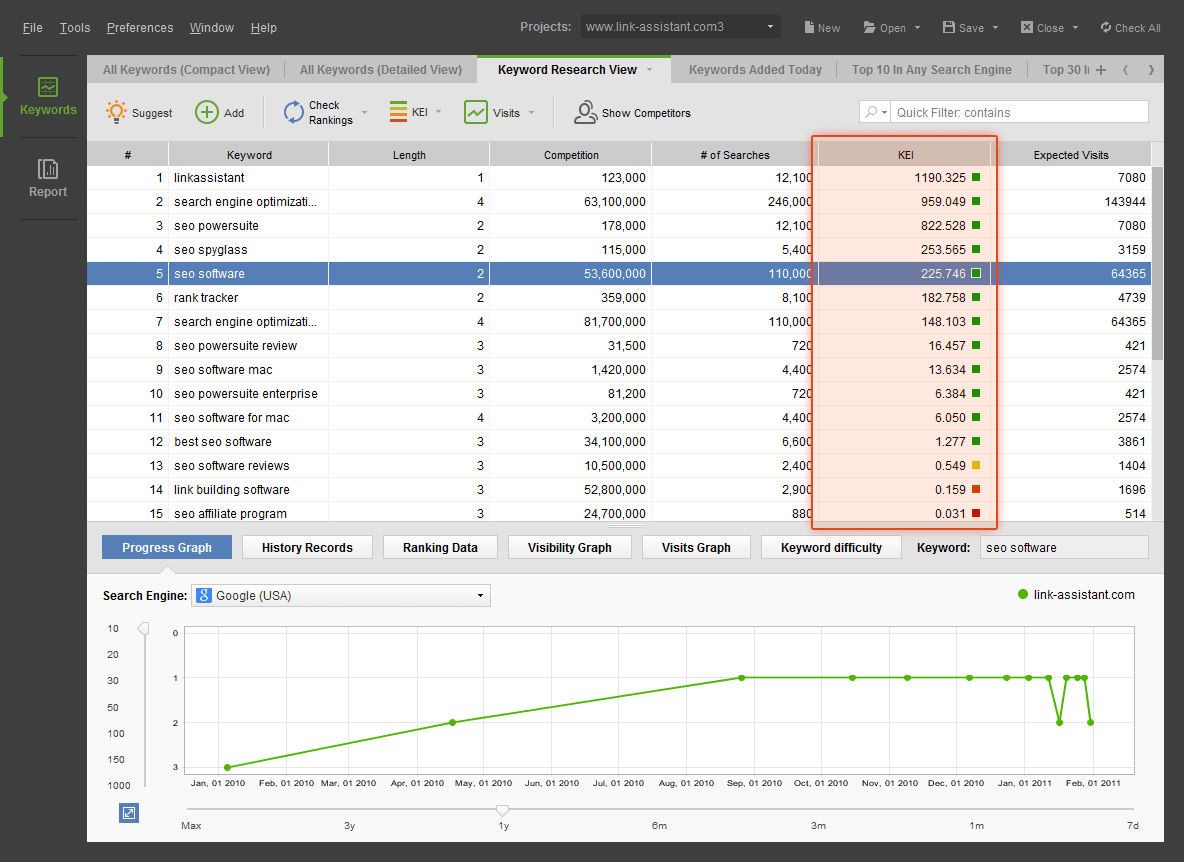 File Tools Preferences Window Help Projects: www.link-assistant.com3 New Open Save Close Check All
Keywords
Report
All Keywords (Compact View) All Keywords (Detailed View) Keyword Research View Keywords Added Today Top 10 In Any Search Engine Top 30 I
Suggest Add Check Rankings KEI Visits Show Competitors Quick Filter: contains
# Keyword Length Competition # of Searches KEI Expected Visits
1 linkassistant 1 123,000 12,100 1190.325 7080
2 search engine optimizati... 4 63,100,000 246,000 959.049 143944
3 seo powersuite 2 178,000 12,100 822.528 7080
4 seo spyglass 2 115,000 5,400 253.565 3159
5 seo software 2 53,600,000 110,000 225.746 64365
6 rank tracker 2 359,000 8,100 182.758 4739
7 search engine optimizati... 4 81,700,000 110,000 148.103 64365
8 seo powersuite review 3 31,500 720 16.457 421
9 seo software mac 3 1,420,000 4,400 13.634 2574
10 seo powersuite enterprise 3 81,200 720 6.384 421
11 seo software for mac 4 3,200,000 4,400 6.050 2574
12 best seo software 3 34,100,000 6,600 1.277 3861
13 seo software reviews 3 10,500,000 2,400 0.549 1404
14 link building software 3 52,800,000 2,900 0.159 1696
15 seo affiliate program 3 24,700,000 880 0.031 514
Progress Graph History Records Ranking Data Visibility Graph Visits Graph Keyword difficulty Keyword: seo software
Search Engine: Google (USA) link-assistant.com
10
20
30
50
100
150
1000
0
1
2
3
Jan, 01 2010 Feb, 01 2010 Mar, 01 2010 Apr, 01 2010 May, 01 2010 Jun, 01 2010 Jul, 01 2010 Aug, 01 2010 Sep, 01 2010 Oct, 01 2010 Nov, 01 2010 Dec, 01 2010 Jan, 01 2011 Feb, 01 2011
Max 3y 1y 6m 3m 1m 7d